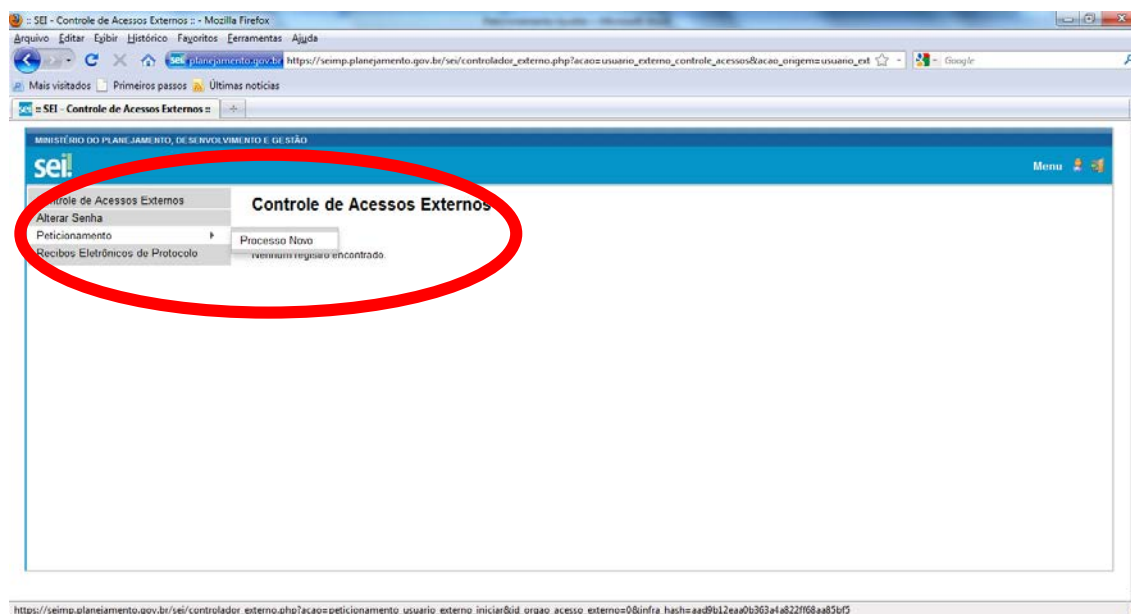 :: SEI - Controle de Acessos Externos :: - Mozilla Firefox
Arquivo Editar Exibir Histórico Favoritos Ferramentas Ajuda
sei! planejamento.gov.br https://seimp.planejamento.gov.br/sei/controlador_externo.php?acao=usuario_externo_controle_acessos&acao_origem=usuario_ext Google
Mais visitados Primeiros passos Últimas notícias
:: SEI - Controle de Acessos Externos ::
MINISTÉRIO DO PLANEJAMENTO, DESENVOLVIMENTO E GESTÃO
sei!
Menu
Controle de Acessos Externos
Controle de Acessos Externos
Alterar Senha
Peticionamento
Processo Novo
Recibos Eletrônicos de Protocolo
Nenhum registro encontrado.
https://seimp.planejamento.gov.br/sei/controlador_externo.php?acao=peticionamento_usuario_externo_iniciar&id_orgao_acesso_externo=0&infra_hash=aad9b12eaa0b363a4a822ff68aa85bf5